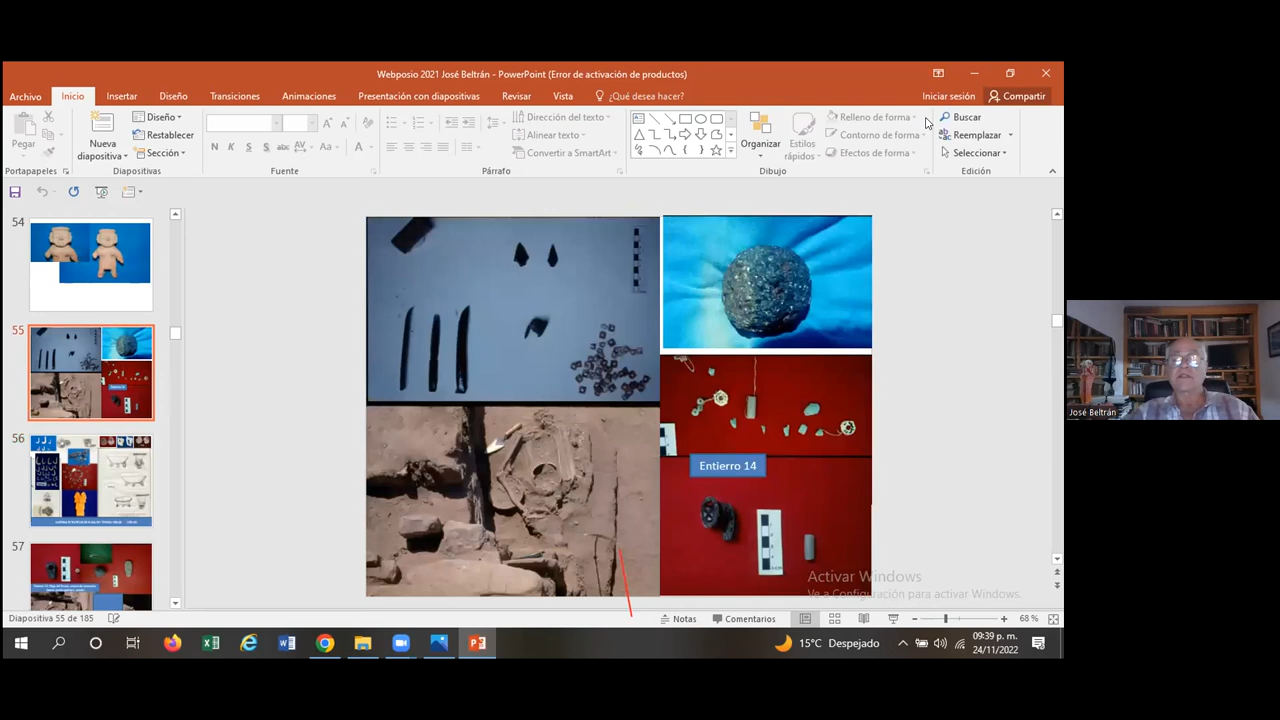 Webposio 2021 José Beltrán - PowerPoint (Error de activación de productos)
Archivo Inicio Insertar Diseño Transiciones Animaciones Presentación con diapositivas Revisar Vista ¿Qué desea hacer? Iniciar sesión Compartir
Pegar
Nueva diapositiva
Diseño
Restablecer
Sección
N K S S abc AV Aa A
Dirección del texto
Alinear texto
Convertir a SmartArt
Organizar
Estilos rápidos
Relleno de forma
Contorno de forma
Efectos de forma
Buscar
Reemplazar
Seleccionar
Portapapeles Diapositivas Fuente Párrafo Dibujo Edición
54
55
56
57
Entierro 14
José Beltrán
Activar Windows
Ve a Configuración para activar Windows.
Diapositiva 55 de 185 Notas Comentarios 68 %
15°C Despejado
09:39 p. m.
24/11/2022